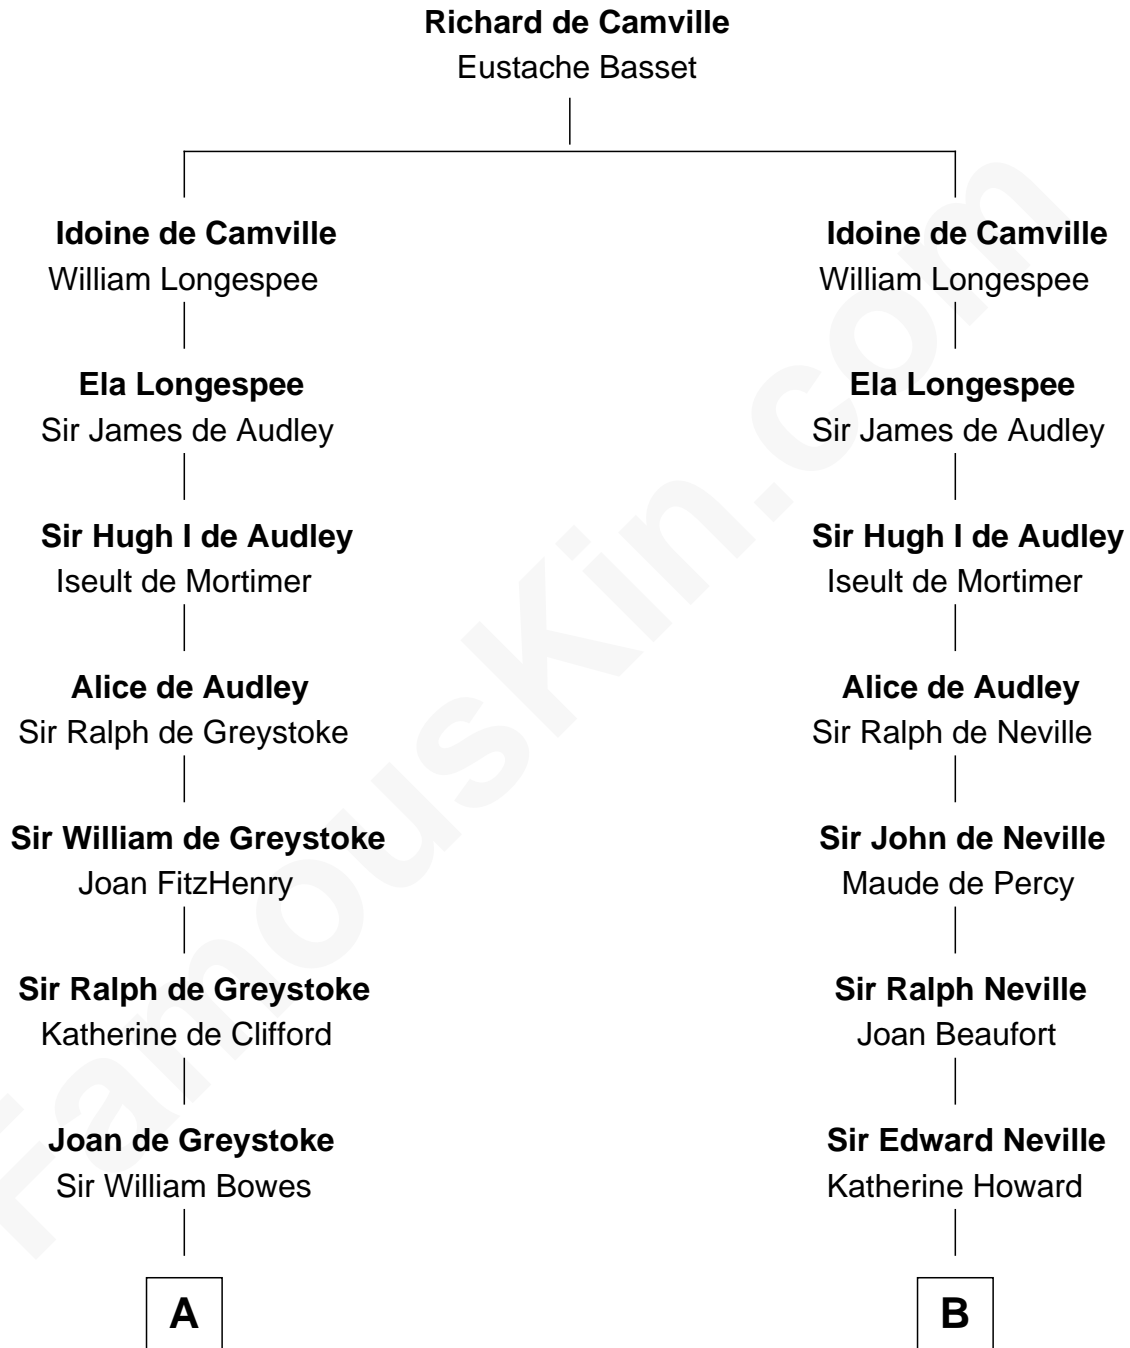 Richard de Camville
Eustache Basset
Idoine de Camville
William Longespee
Idoine de Camville
William Longespee
Ela Longespee
Sir James de Audley
Ela Longespee
Sir James de Audley
Sir Hugh I de Audley
Iseult de Mortimer
Sir Hugh I de Audley
Iseult de Mortimer
Alice de Audley
Sir Ralph de Greystoke
Alice de Audley
Sir Ralph de Neville
Sir William de Greystoke
Joan FitzHenry
Sir John de Neville
Maude de Percy
Sir Ralph de Greystoke
Katherine de Clifford
Sir Ralph Neville
Joan Beaufort
Joan de Greystoke
Sir William Bowes
Sir Edward Neville
Katherine Howard
A
B
FamousKin.com